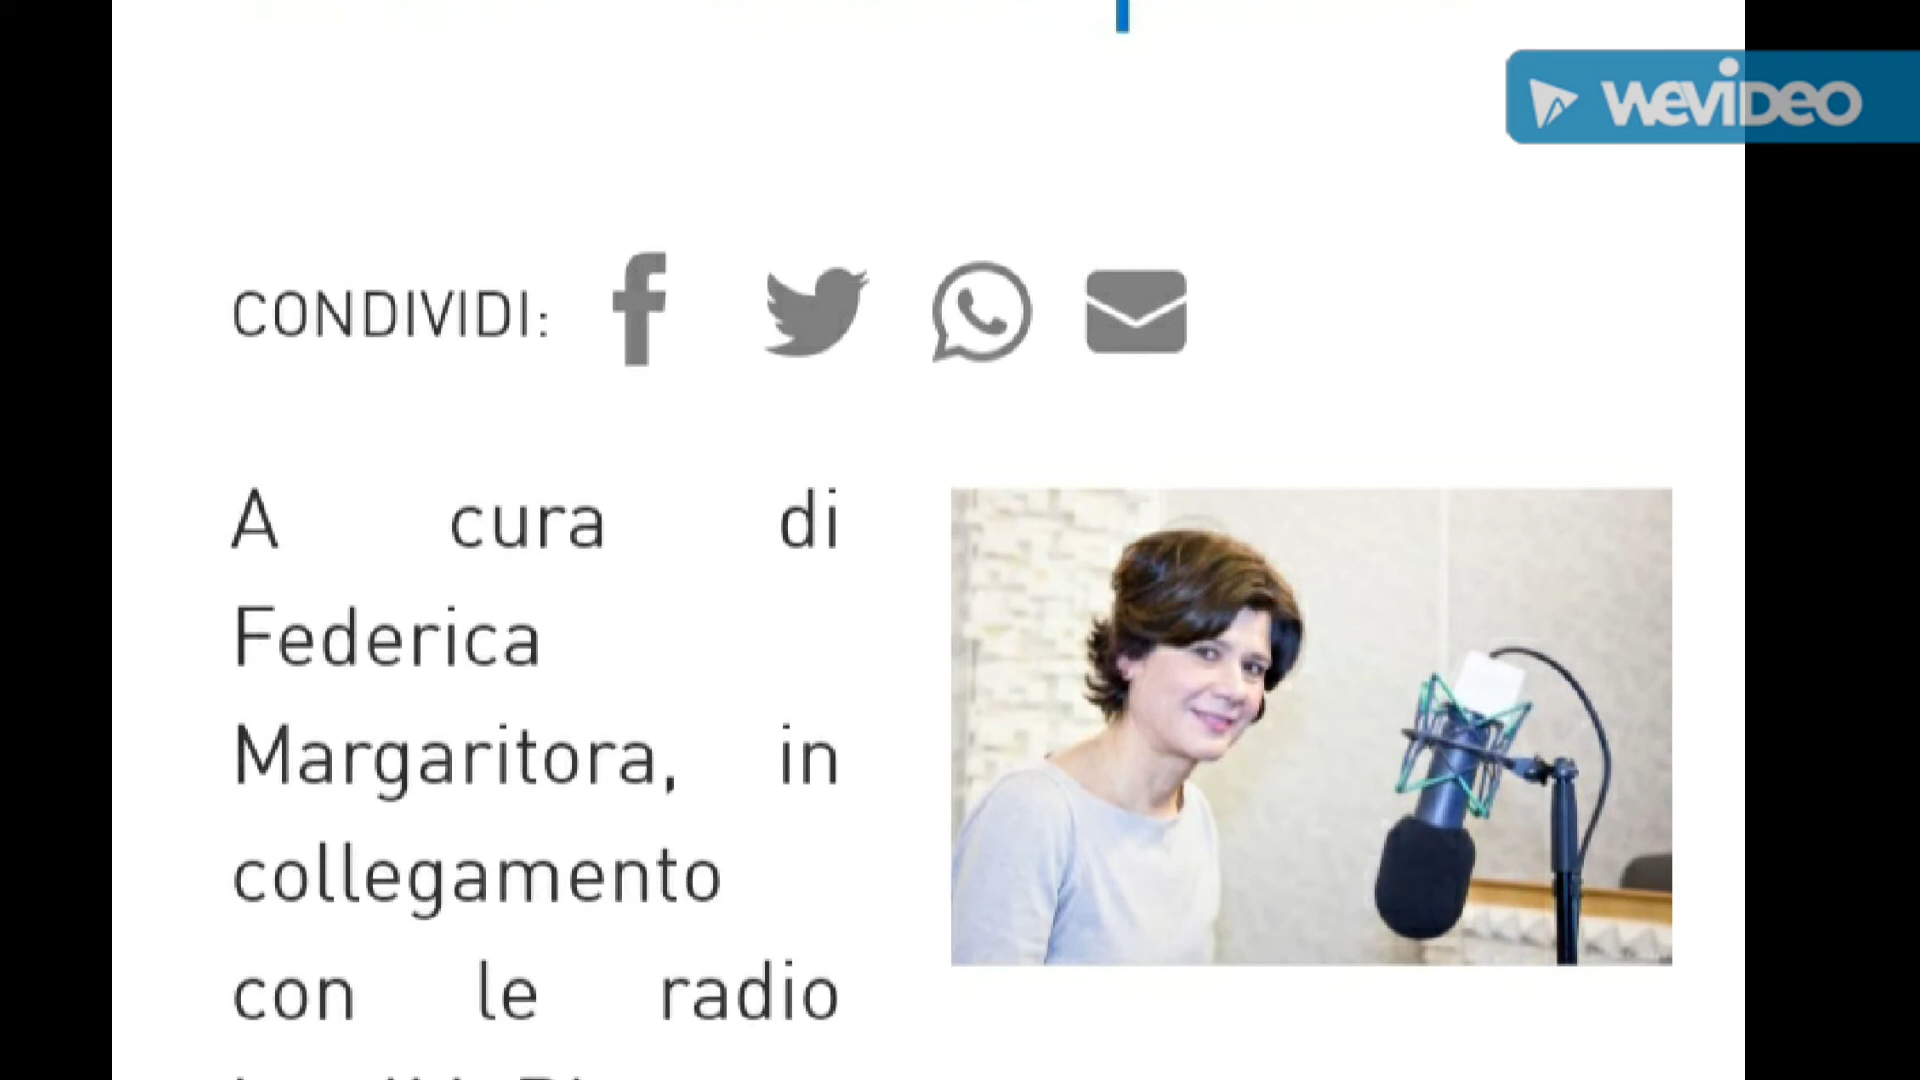 WEVIDEO
CONDIVIDI:
A cura di
Federica
Margaritora, in
collegamento
con le radio